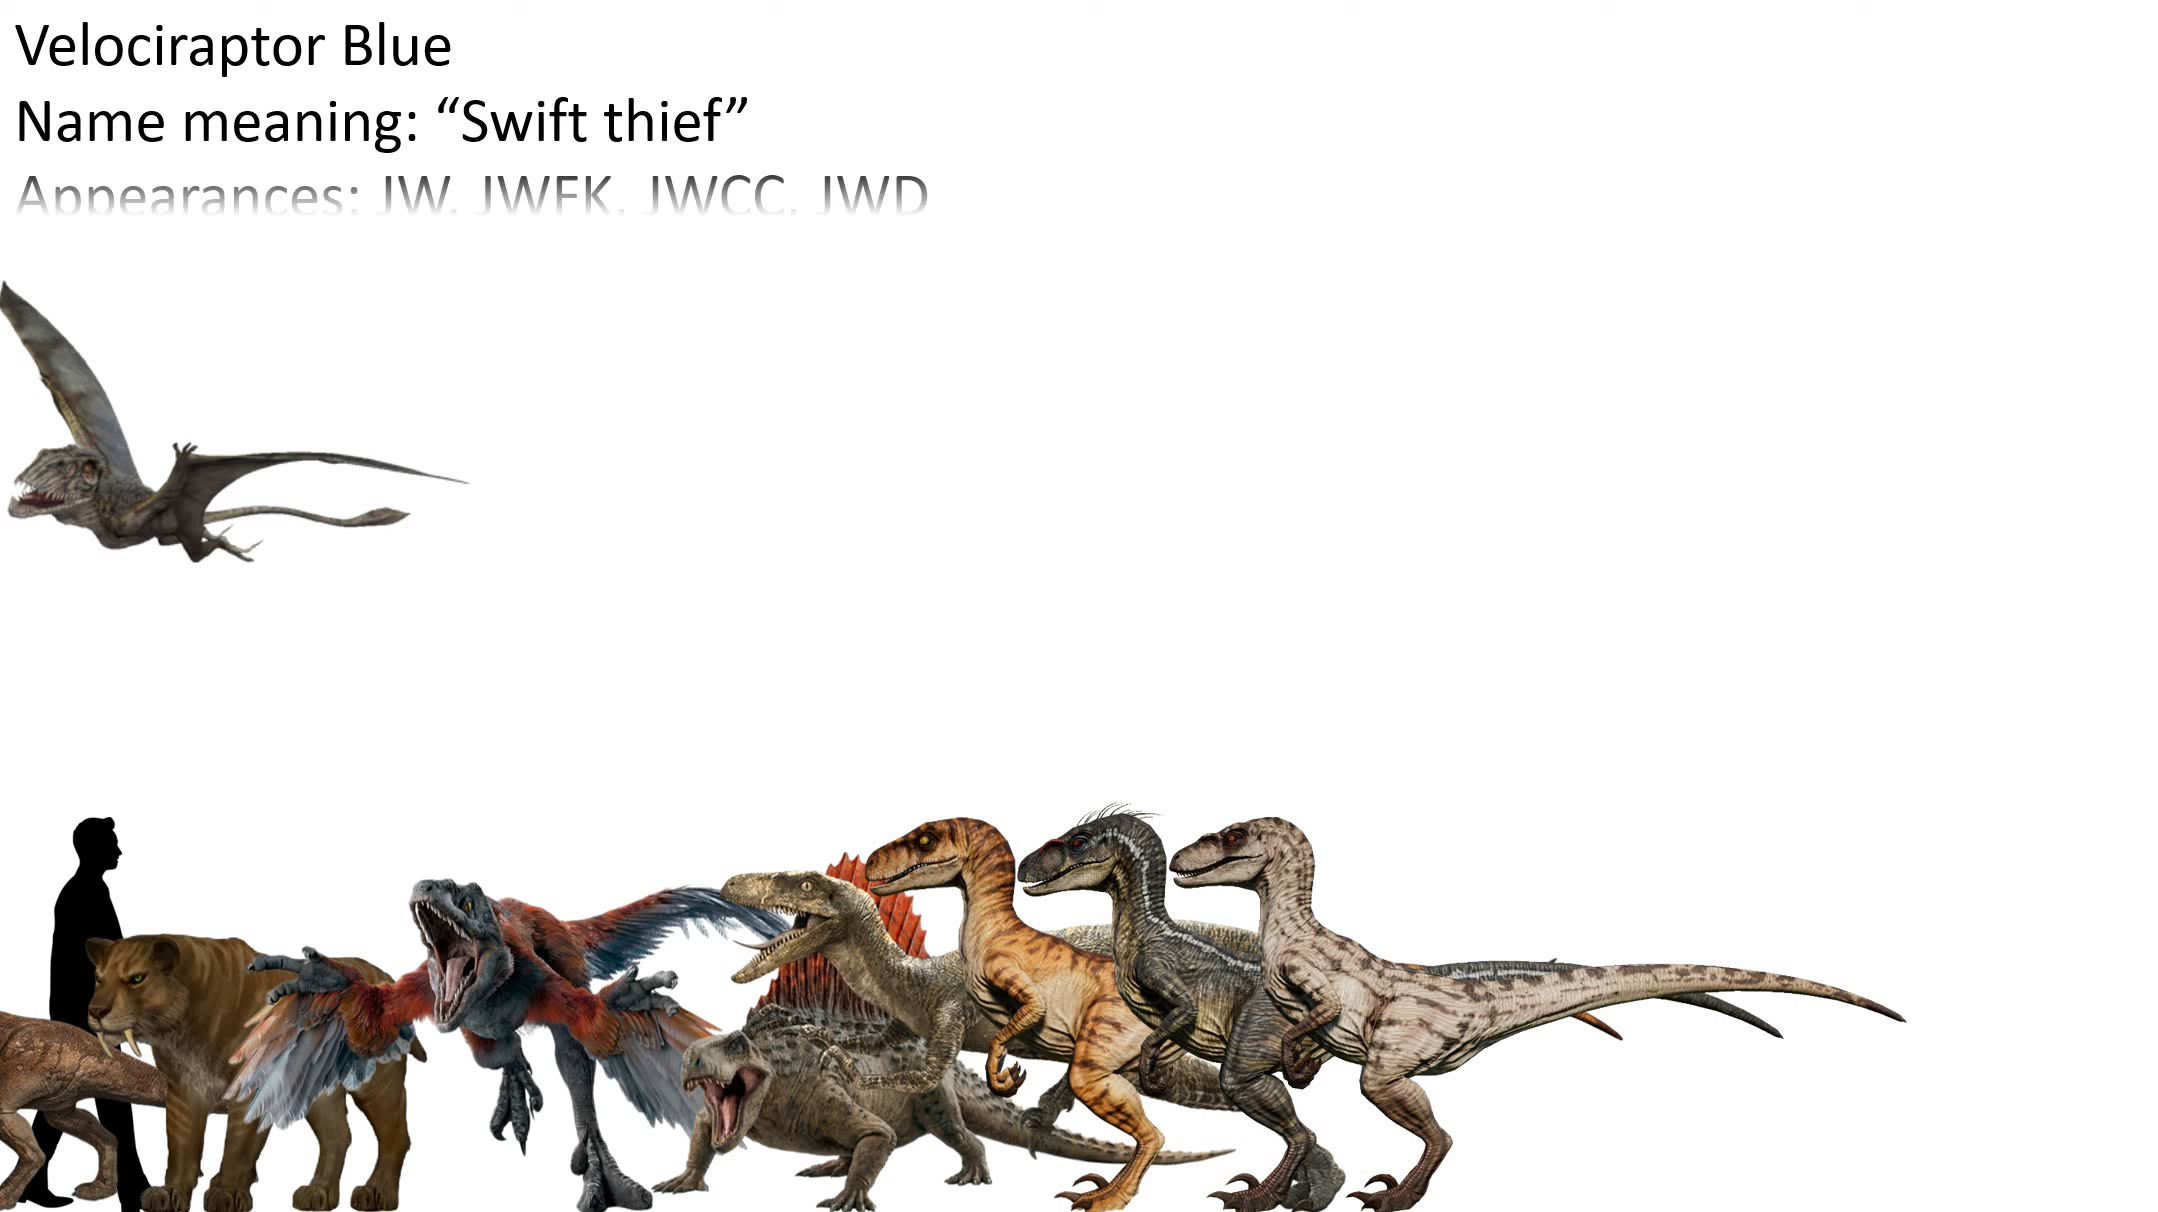 Velociraptor Blue
Name meaning: “Swift thief”
Appearances: JW, JWFK, JWCC, JWD